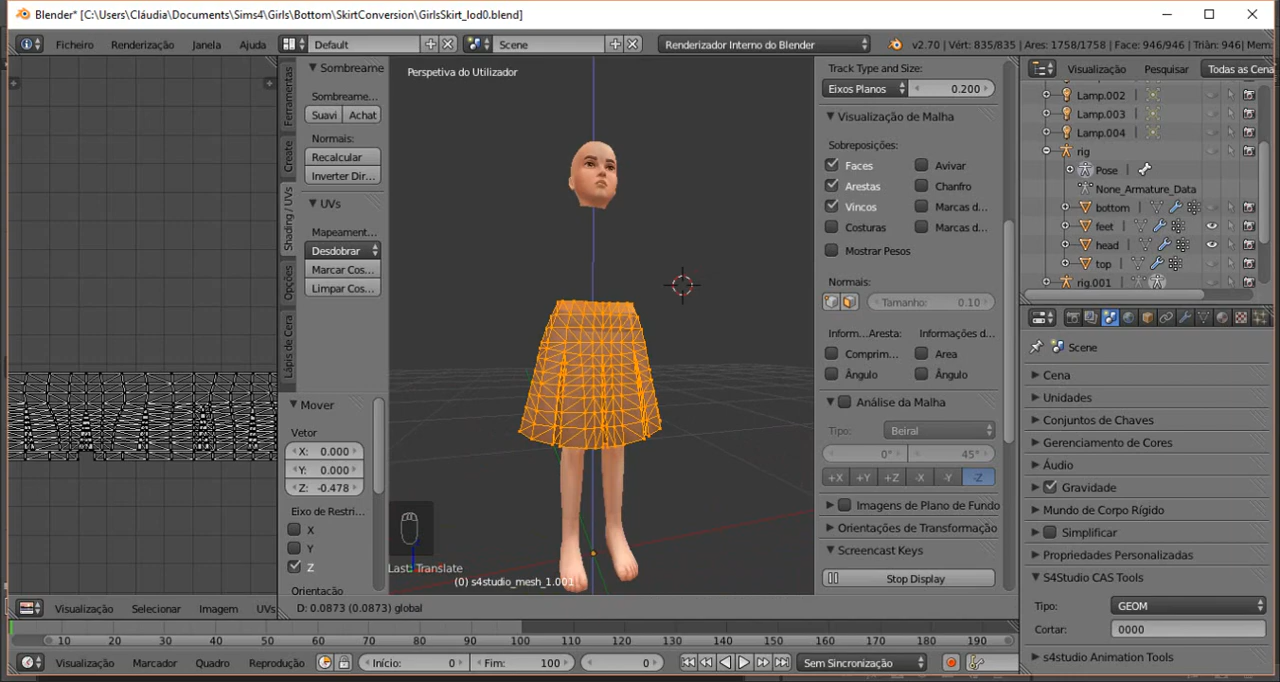 Blender* [C:\Users\Cláudia\Documents\Sims4\Girls\Bottom\SkirtConversion\GirlsSkirt_lod0.blend]
Ficheiro Renderização Janela Ajuda Default Scene Renderizador Interno do Blender v2.70 | Vért: 835/835 | Ares: 1758/1758 | Face: 946/946 | Triân: 946| Mem:
Ferramentas
Create
Shading / UVs
Opções
Lápis de Cera
Sombreame
Sombreame...
Suavi Achat
Normais:
Recalcular
Inverter Dir...
UVs
Mapeament...
Desdobrar
Marcar Cos...
Limpar Cos...
Mover
Vetor
X: 0.000
Y: 0.000
Z: -0.478
Eixo de Restri...
X
Y
Z
Orientação
Perspetiva do Utilizador
Last: Translate
(0) s4studio_mesh_1.001
Track Type and Size:
Eixos Planos 0.200
Visualização de Malha
Sobreposições:
Faces Avivar
Arestas Chanfro
Vincos Marcas d...
Costuras Marcas d...
Mostrar Pesos
Normais:
Tamanho: 0.10
Inform...Aresta: Informações d...
Comprim... Area
Ângulo Ângulo
Análise da Malha
Tipo: Beiral
0° 45°
+X +Y +Z -X -Y -Z
Imagens de Plano de Fundo
Orientações de Transformação
Screencast Keys
Stop Display
Visualização Pesquisar Todas as Cena
Lamp.002
Lamp.003
Lamp.004
rig
Pose
None_Armature_Data
bottom
feet
head
top
rig.001
Scene
Cena
Unidades
Conjuntos de Chaves
Gerenciamento de Cores
Áudio
Gravidade
Mundo de Corpo Rígido
Simplificar
Propriedades Personalizadas
S4Studio CAS Tools
Tipo: GEOM
Cortar: 0000
s4studio Animation Tools
Visualização Selecionar Imagem UVs D: 0.0873 (0.0873) global
10 20 30 40 50 60 70 80 90 100 110 120 130 140 150 160 170 180 190
Visualização Marcador Quadro Reprodução Início: 0 Fim: 100 0 Sem Sincronização